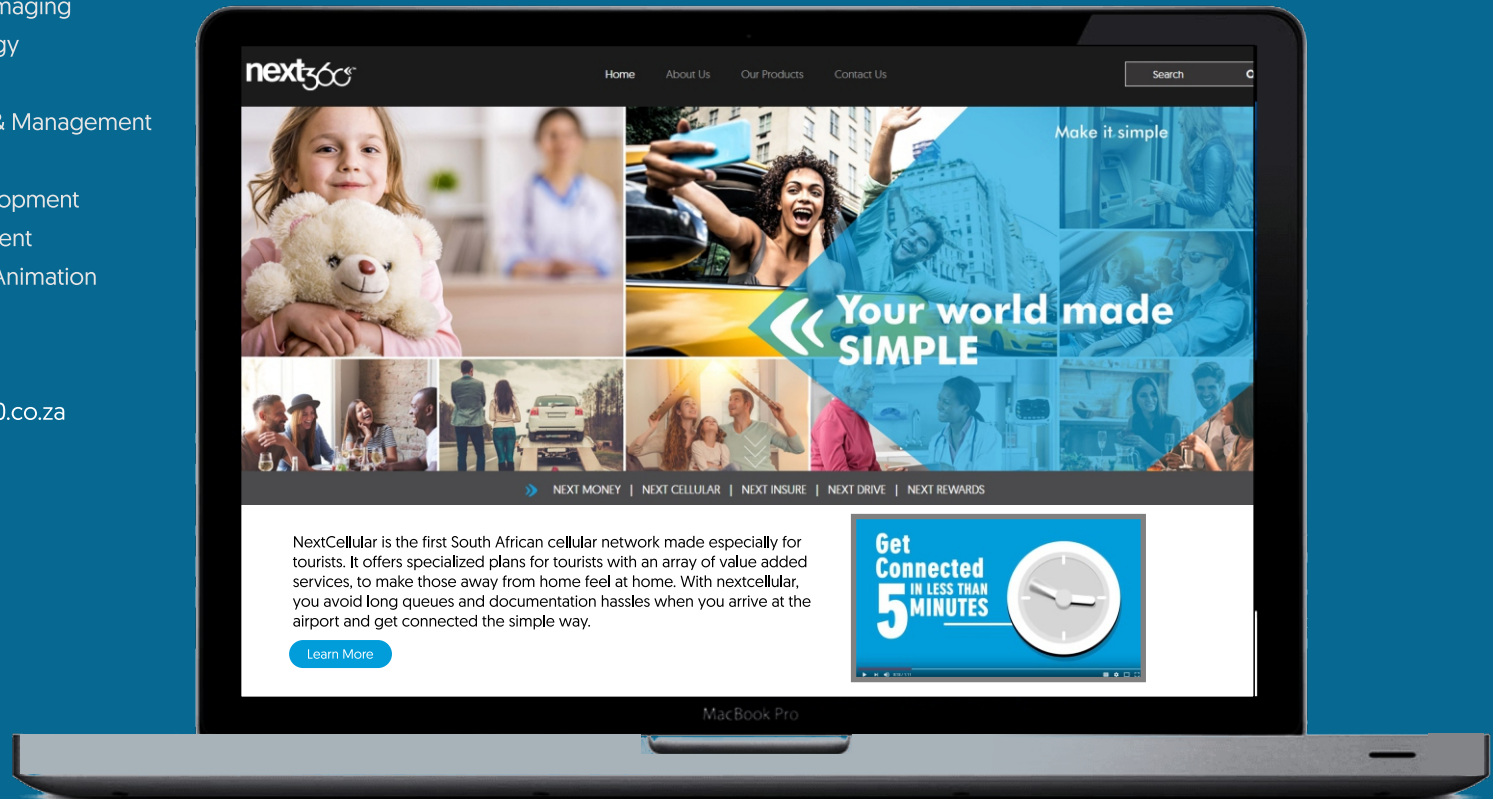 & Management
Animation
.co.za
next360°
Home
About Us
Our Products
Contact Us
Search
Make it simple
Your world made
SIMPLE
NEXT MONEY | NEXT CELLULAR | NEXT INSURE | NEXT DRIVE | NEXT REWARDS
NextCellular is the first South African cellular network made especially for
tourists. It offers specialized plans for tourists with an array of value added
services, to make those away from home feel at home. With nextcellular,
you avoid long queues and documentation hassles when you arrive at the
airport and get connected the simple way.
Learn More
Get
Connected
IN LESS THAN
5 MINUTES
MacBook Pro